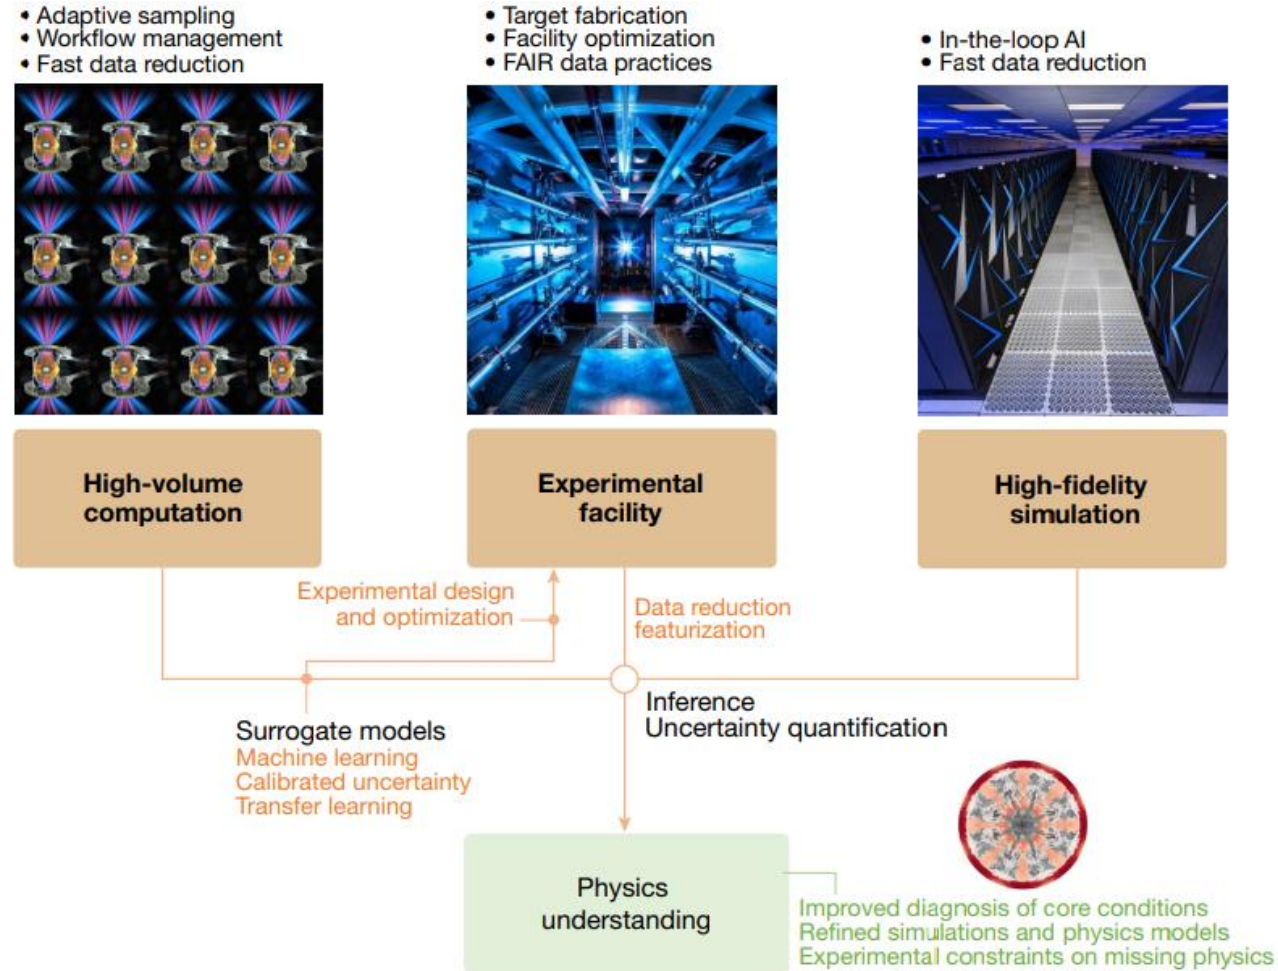 • Adaptive sampling
• Workflow management
• Fast data reduction
• Target fabrication
• Facility optimization
• FAIR data practices
• In-the-loop AI
• Fast data reduction
High-volume
computation
Experimental
facility
High-fidelity
simulation
Experimental design
and optimization
Data reduction
featurization
Inference
Uncertainty quantification
Surrogate models
Machine learning
Calibrated uncertainty
Transfer learning
Physics
understanding
Improved diagnosis of core conditions
Refined simulations and physics models
Experimental constraints on missing physics